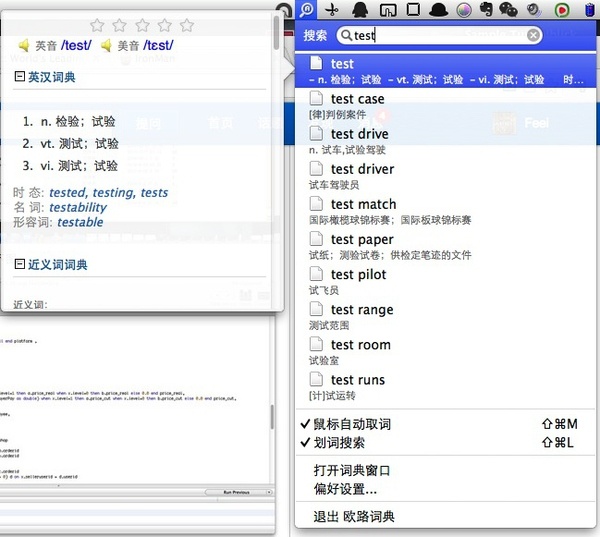 英音 /test/ 美音 /tɛst/
英汉词典
1. n. 检验；试验
2. vt. 测试；试验
3. vi. 测试；试验
时 态: tested, testing, tests
名 词: testability
形容词: testable
近义词词典
近义词:
搜索 test
test
– n. 检验；试验 – vt. 测试；试验 – vi. 测试；试验 时…
test case
[律]判例案件
test drive
n. 试车,试验驾驶
test driver
试车驾驶员
test match
国际橄榄球锦标赛；国际板球锦标赛
test paper
试纸；测验试卷；供检定笔迹的文件
test pilot
试飞员
test range
测试范围
test room
试验室
test runs
[计]试运转
✓ 鼠标自动取词 ⇧⌘M
✓ 划词搜索 ⇧⌘L
打开词典窗口
偏好设置...
退出 欧路词典
Feei
end platform ,
Run Previous